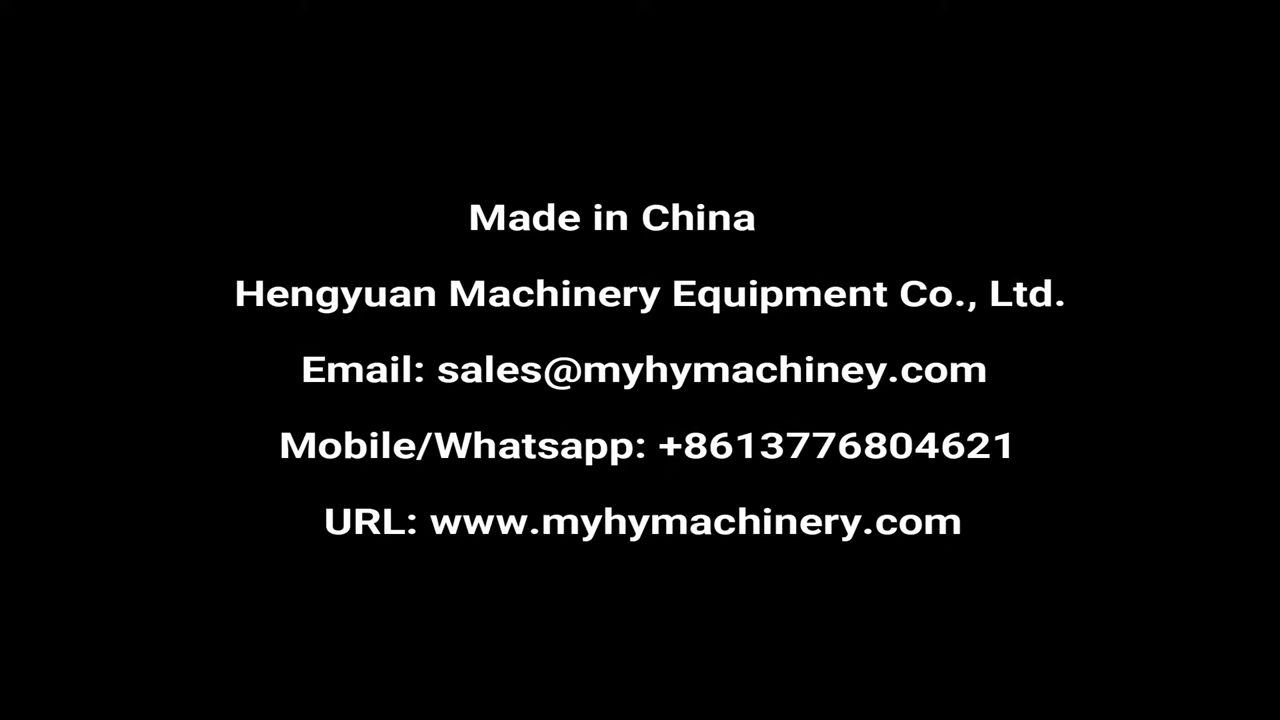 Made in China
Hengyuan Machinery Equipment Co., Ltd.
Email: sales@myhymachiney.com
Mobile/Whatsapp: +8613776804621
URL: www.myhymachinery.com